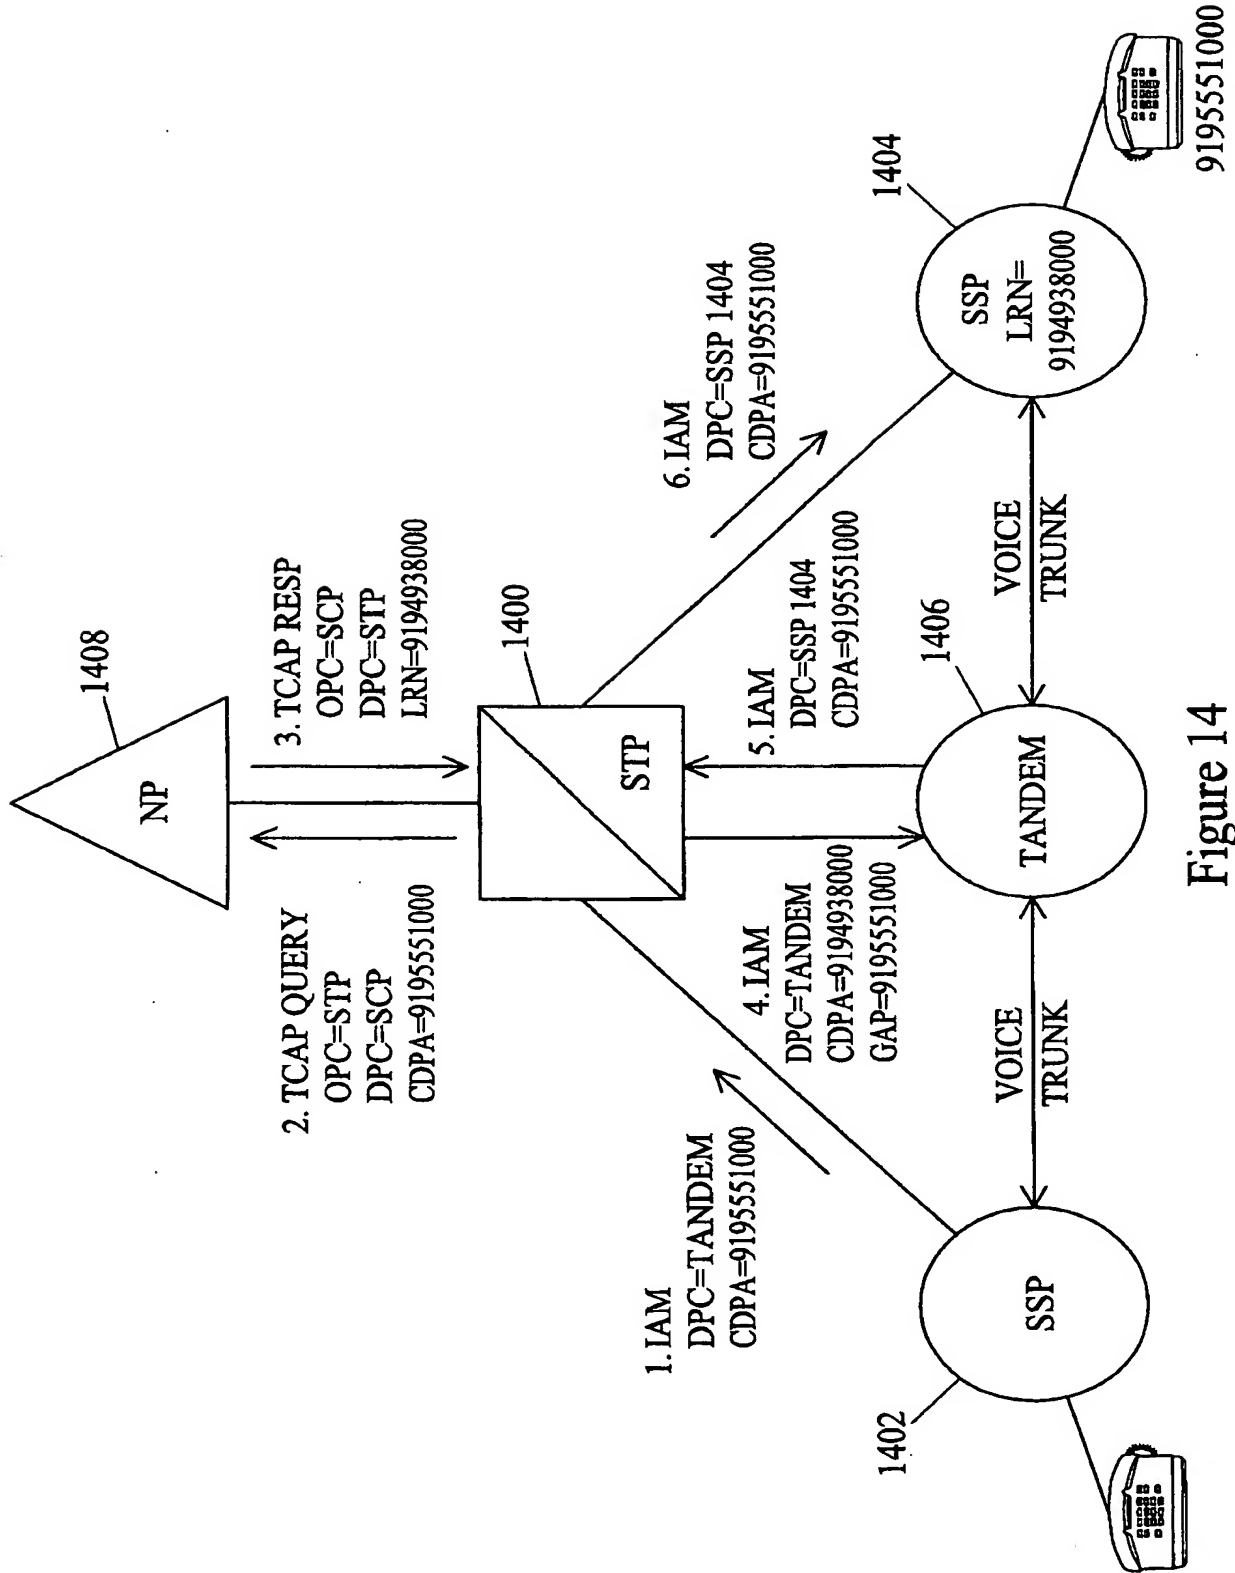 1408
NP
2. TCAP QUERY
OPC=STP
DPC=SCP
CDPA=9195551000
3. TCAP RESP
OPC=SCP
DPC=STP
LRN=9194938000
1400
STP
1. IAM
DPC=TANDEM
CDPA=9195551000
4. IAM
DPC=TANDEM
CDPA=9194938000
GAP=9195551000
5. IAM
DPC=SSP 1404
CDPA=9195551000
6. IAM
DPC=SSP 1404
CDPA=9195551000
1402
SSP
VOICE
TRUNK
1406
TANDEM
VOICE
TRUNK
1404
SSP
LRN=
9194938000
9195551000
Figure 14